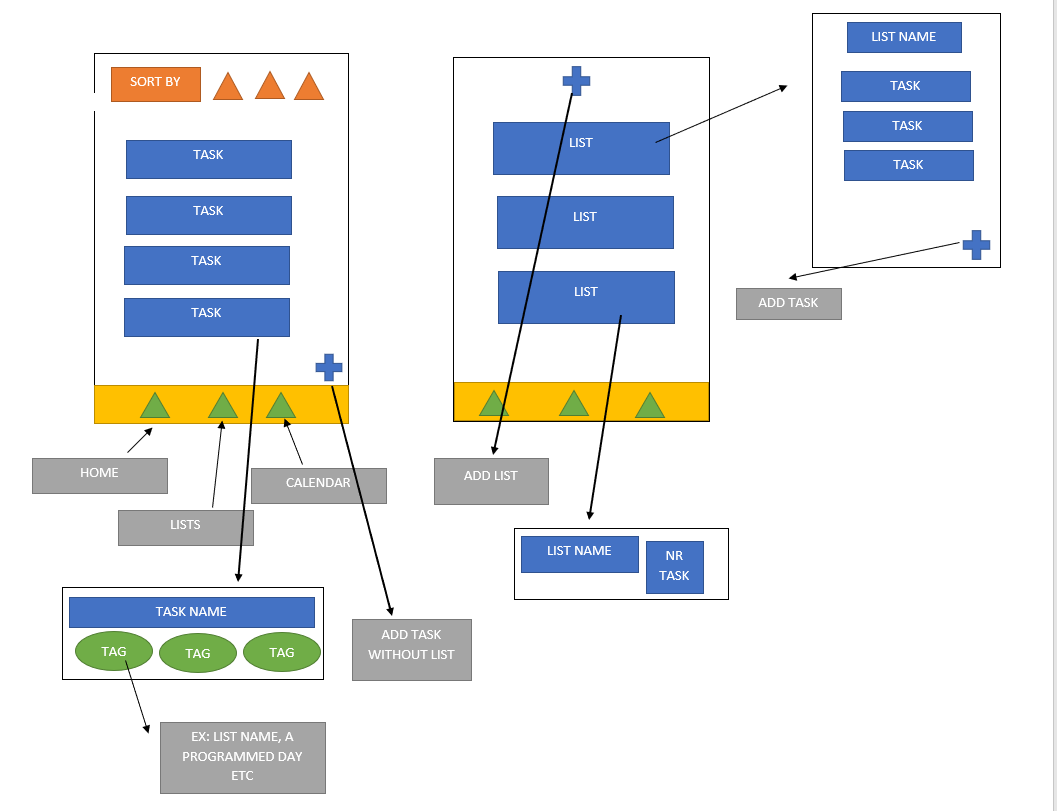 SORT BY
TASK
TASK
TASK
TASK
HOME
LISTS
CALENDAR
TASK NAME
TAG
TAG
TAG
ADD TASK
WITHOUT LIST
EX: LIST NAME, A
PROGRAMMED DAY
ETC
LIST
LIST
LIST
ADD LIST
LIST NAME
NR
TASK
LIST NAME
TASK
TASK
TASK
ADD TASK